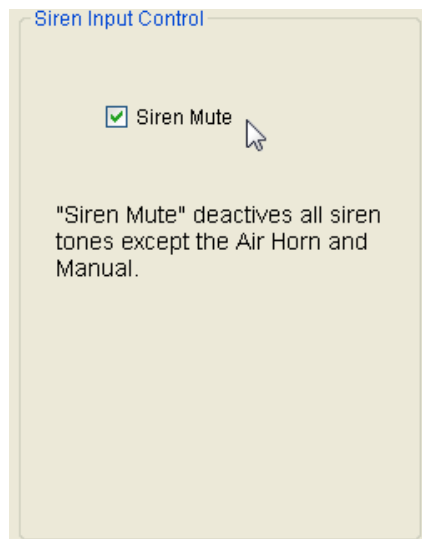 Siren Input Control
Siren Mute
"Siren Mute" deactives all siren
tones except the Air Horn and
Manual.